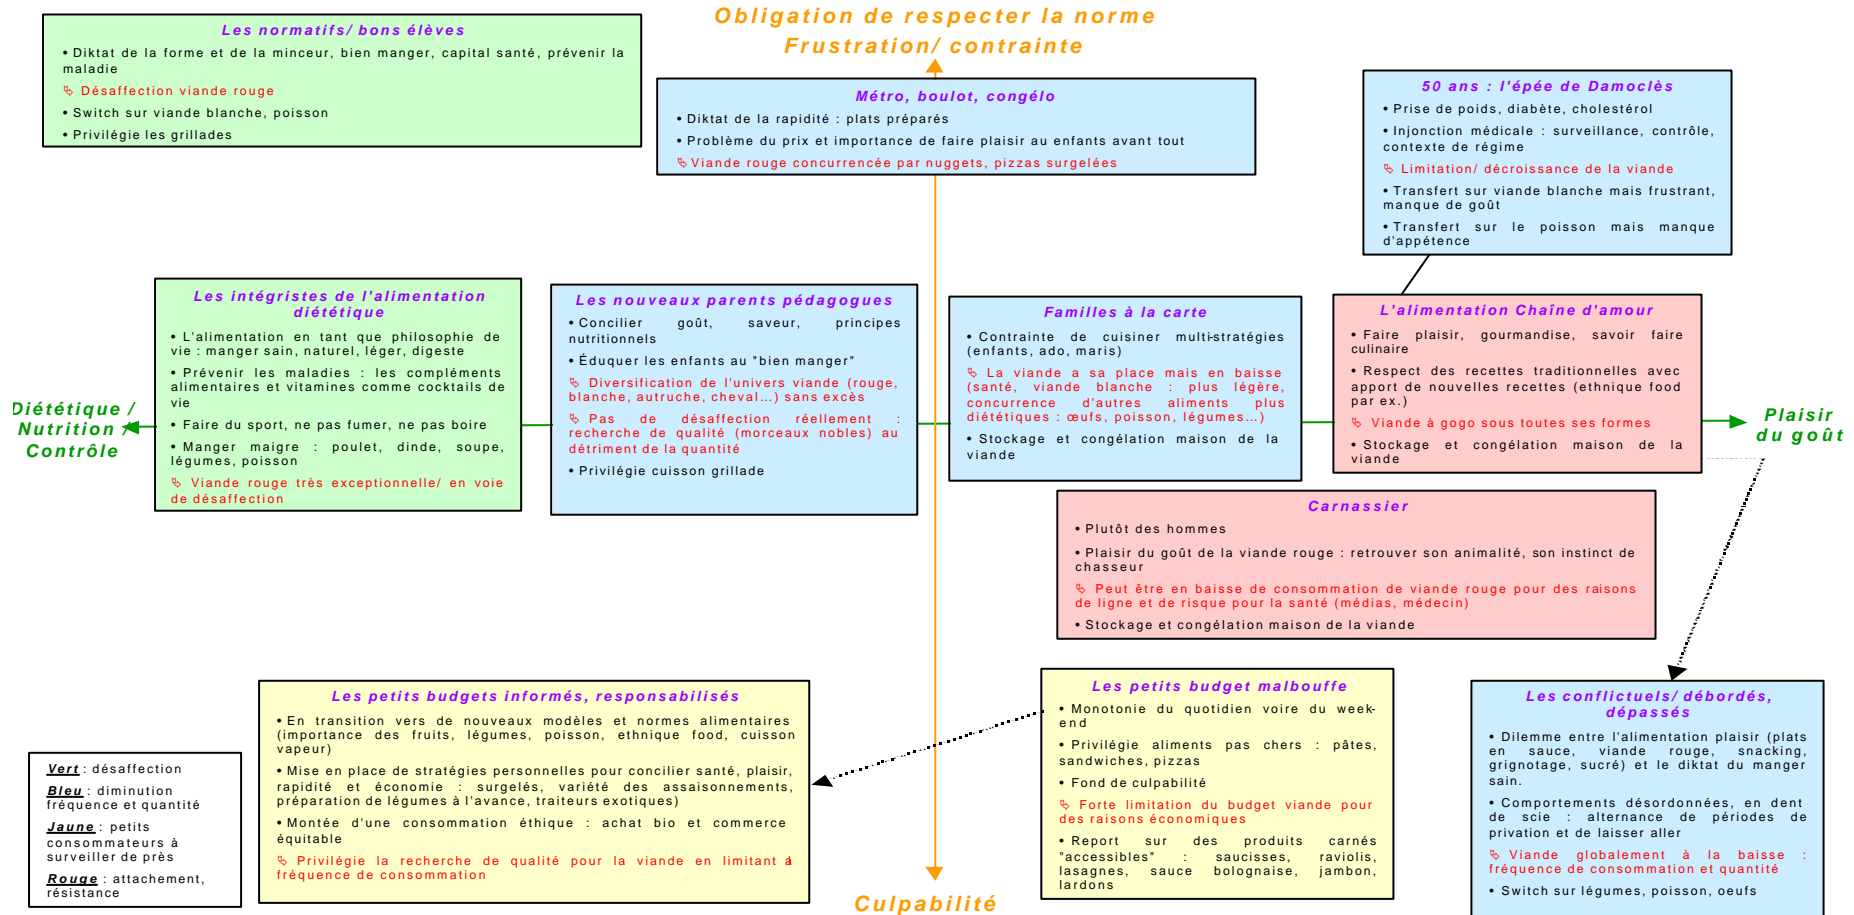 Obligation de respecter la norme
Frustration/ contrainte
Les normatifs/ bons élèves
• Diktat de la forme et de la minceur, bien manger, capital santé, prévenir la
maladie
Désaffection viande rouge
• Switch sur viande blanche, poisson
• Privilégie les grillades
Métro, boulot, congélo
• Diktat de la rapidité : plats préparés
• Problème du prix et importance de faire plaisir au enfants avant tout
Viande rouge concurrencée par nuggets, pizzas surgelées
50 ans : l'épée de Damoclès
• Prise de poids, diabète, cholestérol
• Injonction médicale : surveillance, contrôle,
contexte de régime
Limitation/ décroissance de la viande
• Transfert sur viande blanche mais frustrant,
manque de goût
• Transfert sur le poisson mais manque
d'appétence
Diététique /
Nutrition /
Contrôle
Les intégristes de l'alimentation
diététique
• L'alimentation en tant que philosophie de
vie : manger sain, naturel, léger, digeste
• Prévenir les maladies : les compléments
alimentaires et vitamines comme cocktails de
vie
• Faire du sport, ne pas fumer, ne pas boire
• Manger maigre : poulet, dinde, soupe,
légumes, poisson
Viande rouge très exceptionnelle/ en voie
de désaffection
Les nouveaux parents pédagogues
• Concilier goût, saveur, principes
nutritionnels
• Éduquer les enfants au "bien manger"
Diversification de l'univers viande (rouge,
blanche, autruche, cheval…) sans excès
Pas de désaffection réellement :
recherche de qualité (morceaux nobles) au
détriment de la quantité
• Privilégie cuisson grillade
Familles à la carte
• Contrainte de cuisiner multi-stratégies
(enfants, ado, maris)
La viande a sa place mais en baisse
(santé, viande blanche : plus légère,
concurrence d'autres aliments plus
diététiques : œufs, poisson, légumes…)
• Stockage et congélation maison de la
viande
L'alimentation Chaîne d'amour
• Faire plaisir, gourmandise, savoir faire
culinaire
• Respect des recettes traditionnelles avec
apport de nouvelles recettes (ethnique food
par ex.)
Viande à gogo sous toutes ses formes
• Stockage et congélation maison de la
viande
Plaisir
du goût
Carnassier
• Plutôt des hommes
• Plaisir du goût de la viande rouge : retrouver son animalité, son instinct de
chasseur
Peut être en baisse de consommation de viande rouge pour des raisons
de ligne et de risque pour la santé (médias, médecin)
• Stockage et congélation maison de la viande
Vert : désaffection
Bleu : diminution
fréquence et quantité
Jaune : petits
consommateurs à
surveiller de près
Rouge : attachement,
résistance
Les petits budgets informés, responsabilisés
• En transition vers de nouveaux modèles et normes alimentaires
(importance des fruits, légumes, poisson, ethnique food, cuisson
vapeur)
• Mise en place de stratégies personnelles pour concilier santé, plaisir,
rapidité et économie : surgelés, variété des assaisonnements,
préparation de légumes à l'avance, traiteurs exotiques)
• Montée d'une consommation éthique : achat bio et commerce
équitable
Privilégie la recherche de qualité pour la viande en limitant
fréquence de consommation
Les petits budget malbouffe
• Monotonie du quotidien voire du week-
end
• Privilégie aliments pas chers : pâtes,
sandwiches, pizzas
• Fond de culpabilité
Forte limitation du budget viande pour
des raisons économiques
• Report sur des produits carnés
"accessibles" : saucisses, raviolis,
lasagnes, sauce bolognaise, jambon,
lardons
Les conflictuels/ débordés,
dépassés
• Dilemme entre l'alimentation plaisir (plats
en sauce, viande rouge, snacking,
grignotage, sucré) et le diktat du manger
sain.
• Comportements désordonnées, en dent
de scie : alternance de périodes de
privation et de laisser aller
Viande globalement à la baisse :
fréquence de consommation et quantité
• Switch sur légumes, poisson, oeufs
Culpabilité